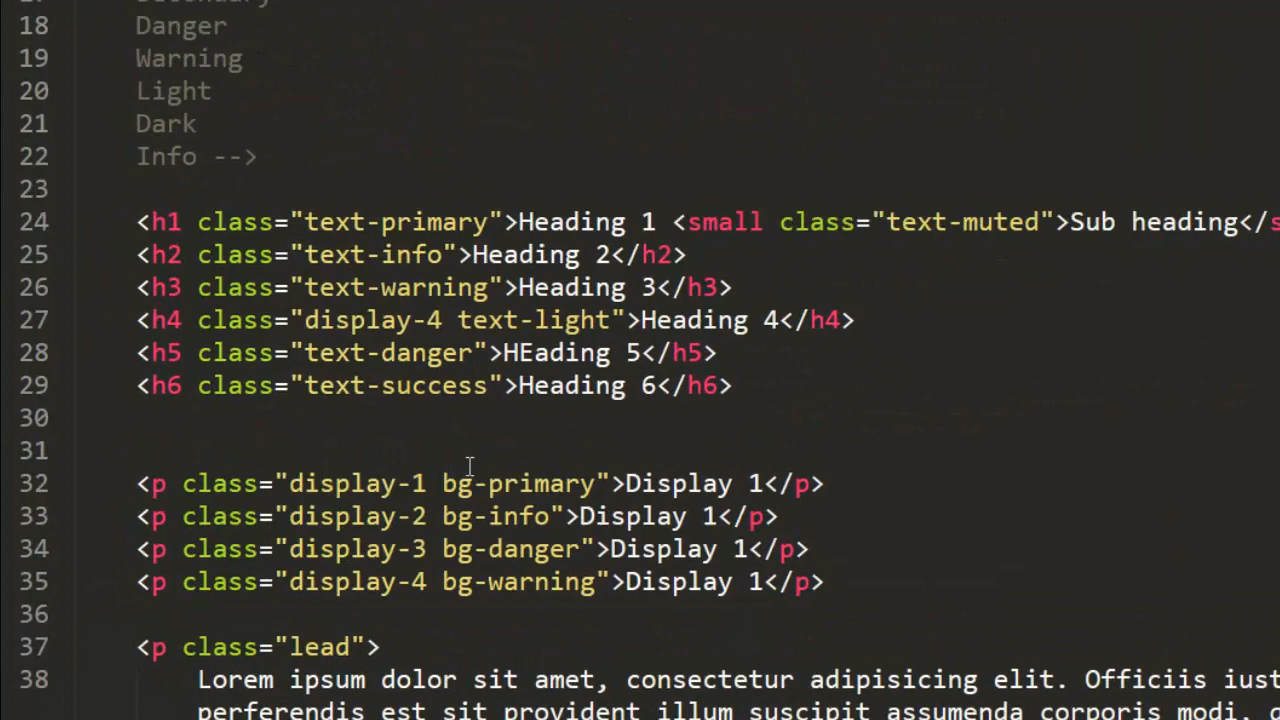 18 Danger
19 Warning
20 Light
21 Dark
22 Info -->
23
24 <h1 class="text-primary">Heading 1 <small class="text-muted">Sub heading</s
25 <h2 class="text-info">Heading 2</h2>
26 <h3 class="text-warning">Heading 3</h3>
27 <h4 class="display-4 text-light">Heading 4</h4>
28 <h5 class="text-danger">HEading 5</h5>
29 <h6 class="text-success">Heading 6</h6>
30
31
32 <p class="display-1 bg-primary">Display 1</p>
33 <p class="display-2 bg-info">Display 1</p>
34 <p class="display-3 bg-danger">Display 1</p>
35 <p class="display-4 bg-warning">Display 1</p>
36
37 <p class="lead">
38 Lorem ipsum dolor sit amet, consectetur adipisicing elit. Officiis iust
perferendis est sit provident illum suscipit assumenda corporis modi,